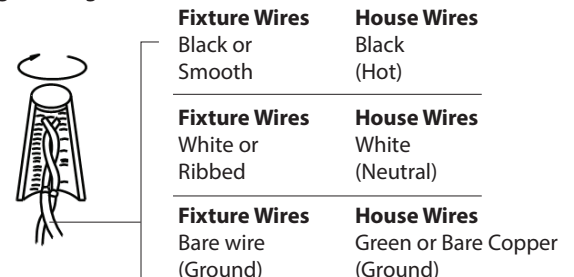 Fixture Wires House Wires
Black or Black
Smooth (Hot)
Fixture Wires House Wires
White or White
Ribbed (Neutral)
Fixture Wires House Wires
Bare wire Green or Bare Copper
(Ground) (Ground)